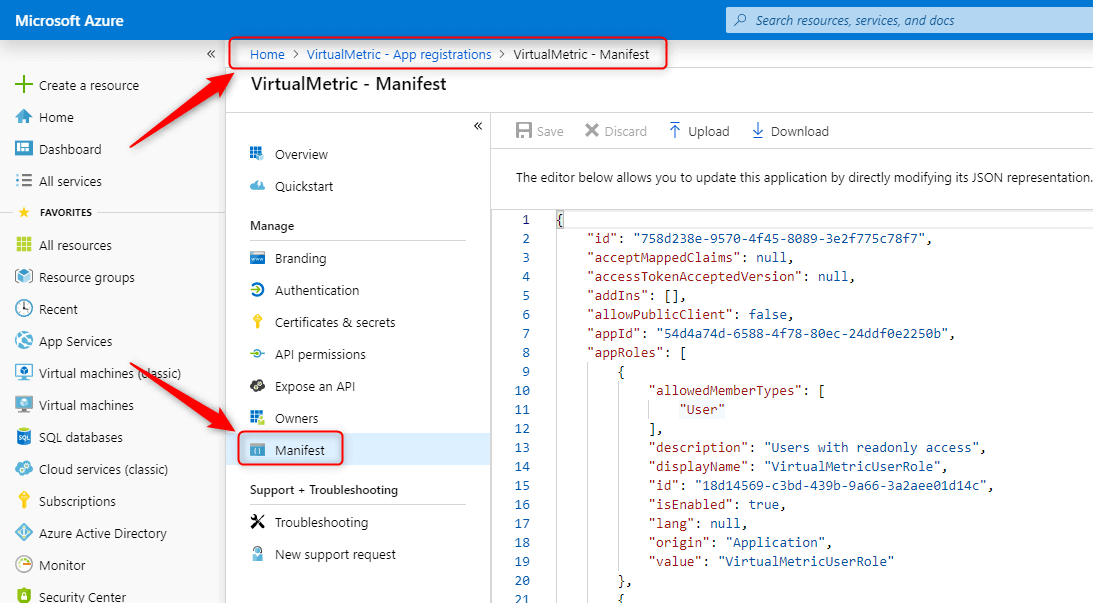 Microsoft Azure
Search resources, services, and docs
«
Create a resource
Home
Dashboard
All services
FAVORITES
All resources
Resource groups
Recent
App Services
Virtual machines (classic)
Virtual machines
SQL databases
Cloud services (classic)
Subscriptions
Azure Active Directory
Monitor
Security Center
Home > VirtualMetric - App registrations > VirtualMetric - Manifest
VirtualMetric - Manifest
«
Overview
Quickstart
Manage
Branding
Authentication
Certificates & secrets
API permissions
Expose an API
Owners
Manifest
Support + Troubleshooting
Troubleshooting
New support request
Save Discard Upload Download
The editor below allows you to update this application by directly modifying its JSON representation.
1 {
2 "id": "758d238e-9570-4f45-8089-3e2f775c78f7",
3 "acceptMappedClaims": null,
4 "accessTokenAcceptedVersion": null,
5 "addIns": [],
6 "allowPublicClient": false,
7 "appId": "54d4a74d-6588-4f78-80ec-24ddf0e2250b",
8 "appRoles": [
9 {
10 "allowedMemberTypes": [
11 "User"
12 ],
13 "description": "Users with readonly access",
14 "displayName": "VirtualMetricUserRole",
15 "id": "18d14569-c3bd-439b-9a66-3a2aee01d14c",
16 "isEnabled": true,
17 "lang": null,
18 "origin": "Application",
19 "value": "VirtualMetricUserRole"
20 },
21 {